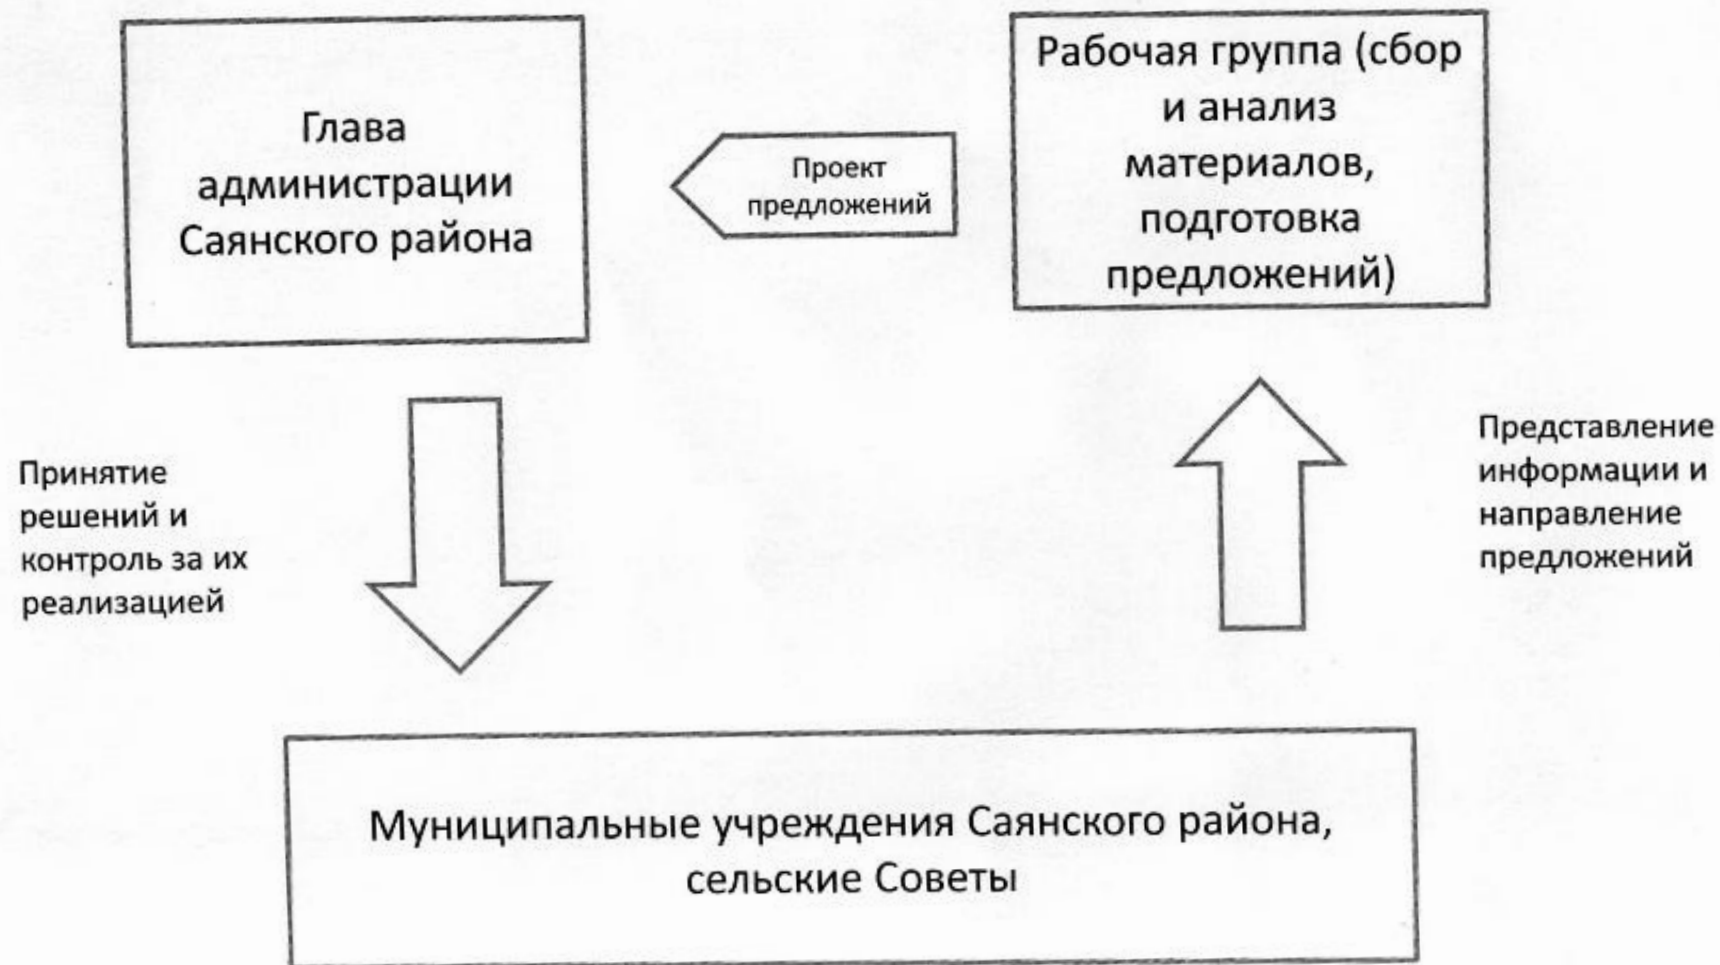 Глава
администрации
Саянского района
Проект
предложений
Рабочая группа (сбор
и анализ
материалов,
подготовка
предложений)
Принятие
решений и
контроль за их
реализацией
Представление
информации и
направление
предложений
Муниципальные учреждения Саянского района,
сельские Советы